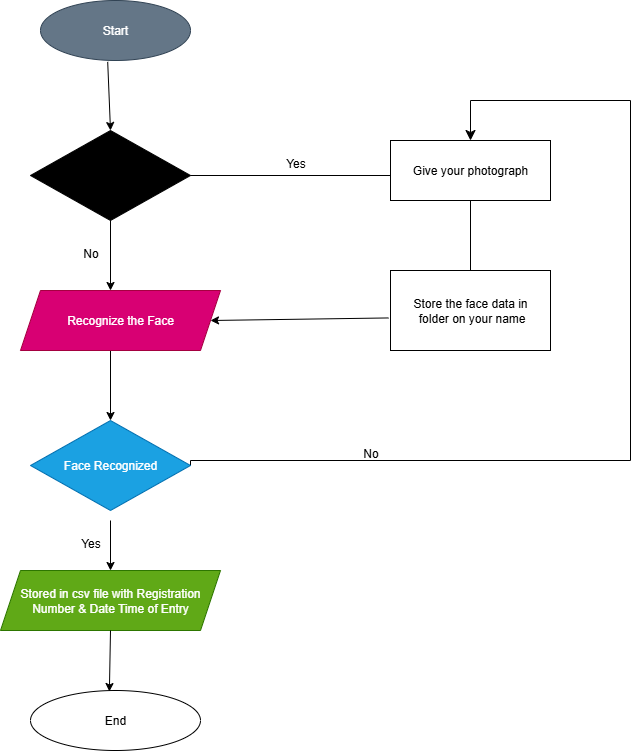 Start
Yes
Give your photograph
No
Store the face data in
folder on your name
Recognize the Face
No
Face Recognized
Yes
Stored in csv file with Registration
Number & Date Time of Entry
End